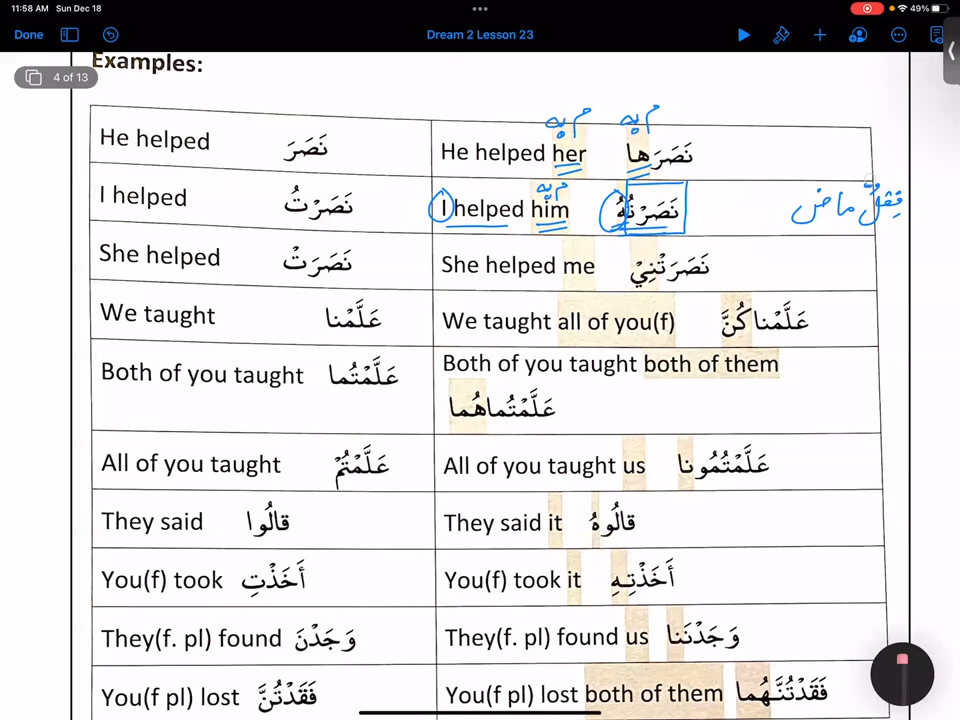 11:58 AM Sun Dec 18
49%
Done
Dream 2 Lesson 23
4 of 13
Examples:
م به م به
He helped نَصَرَ He helped her نَصَرَها
م به
I helped نَصَرْتُ I helped him نَصَرْتُهُ فِعْلٌ ماض
She helped نَصَرَتْ She helped me نَصَرَتْنِيْ
We taught عَلَّمْنا We taught all of you(f) عَلَّمْناكُنَّ
Both of you taught عَلَّمْتُما Both of you taught both of them
عَلَّمْتُماهُما
All of you taught عَلَّمْتُمْ All of you taught us عَلَّمْتُمُونا
They said قالُوا They said it قالُوهُ
You(f) took أَخَذْتِ You(f) took it أَخَذْتِهِ
They(f. pl) found وَجَدْنَ They(f. pl) found us وَجَدْنَنا
You(f pl) lost فَقَدْتُنَّ You(f pl) lost both of them فَقَدْتُنَّهُما